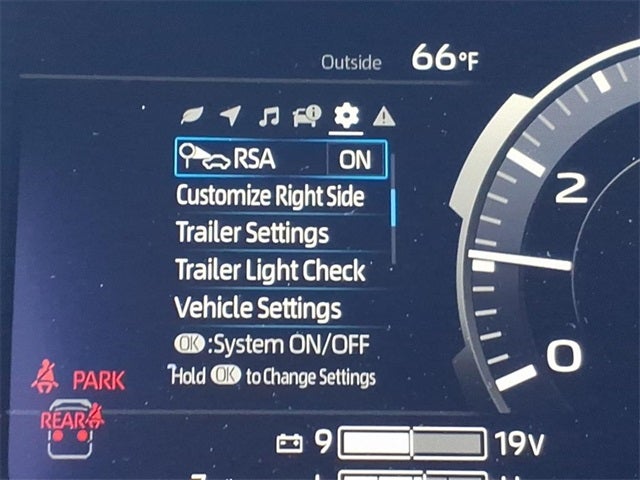 Outside 66°F
RSA ON
Customize Right Side
Trailer Settings
Trailer Light Check
Vehicle Settings
OK :System ON/OFF
Hold OK to Change Settings
2
0
PARK
REAR
9 19V